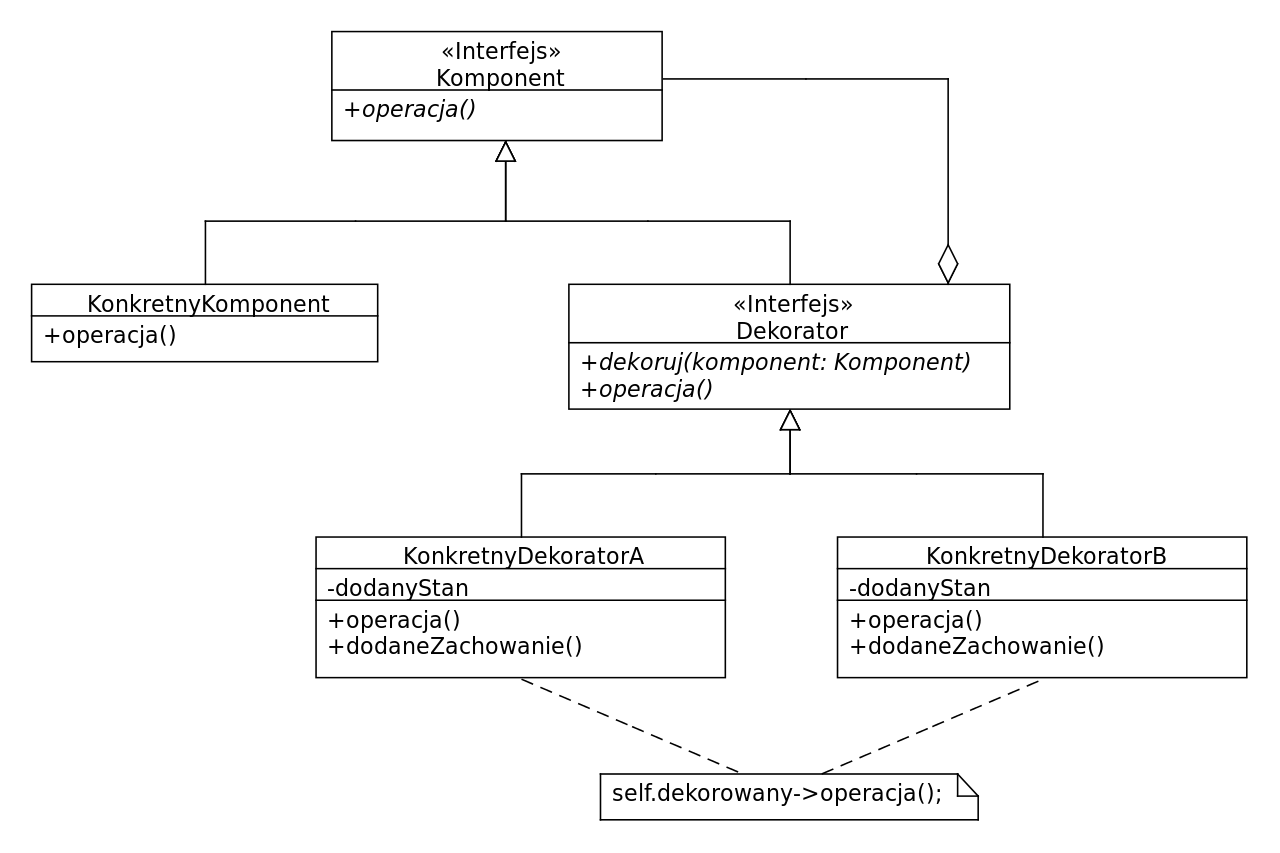 «Interfejs»
Komponent
+operacja()
KonkretnyKomponent
+operacja()
«Interfejs»
Dekorator
+dekoruj(komponent: Komponent)
+operacja()
KonkretnyDekoratorA
-dodanyStan
+operacja()
+dodaneZachowanie()
KonkretnyDekoratorB
-dodanyStan
+operacja()
+dodaneZachowanie()
self.dekorowany->operacja();